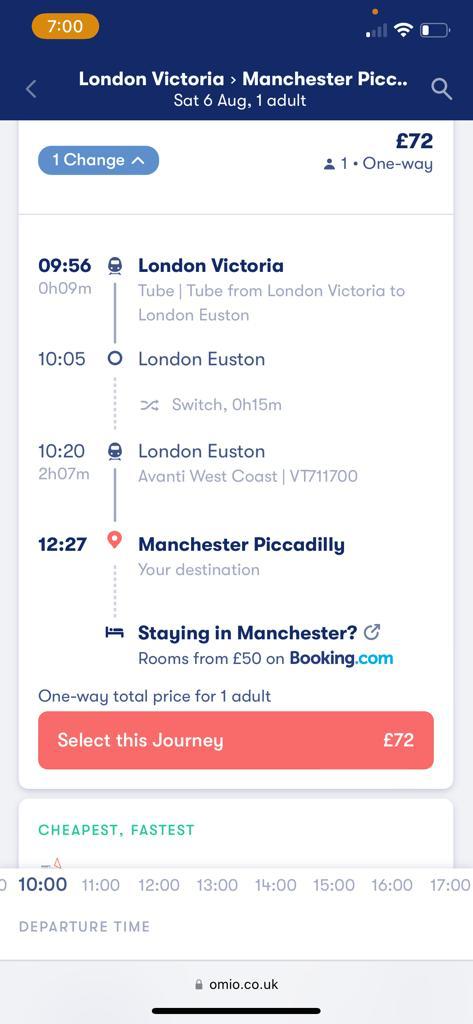 7:00
London Victoria › Manchester Picc..
Sat 6 Aug, 1 adult
£72
1 Change
1 • One-way
09:56 London Victoria
0h09m Tube | Tube from London Victoria to
London Euston
10:05 London Euston
Switch, 0h15m
10:20 London Euston
2h07m Avanti West Coast | VT711700
12:27 Manchester Piccadilly
Your destination
Staying in Manchester?
Rooms from £50 on Booking.com
One-way total price for 1 adult
Select this Journey £72
CHEAPEST, FASTEST
0 10:00 11:00 12:00 13:00 14:00 15:00 16:00 17:00
DEPARTURE TIME
omio.co.uk